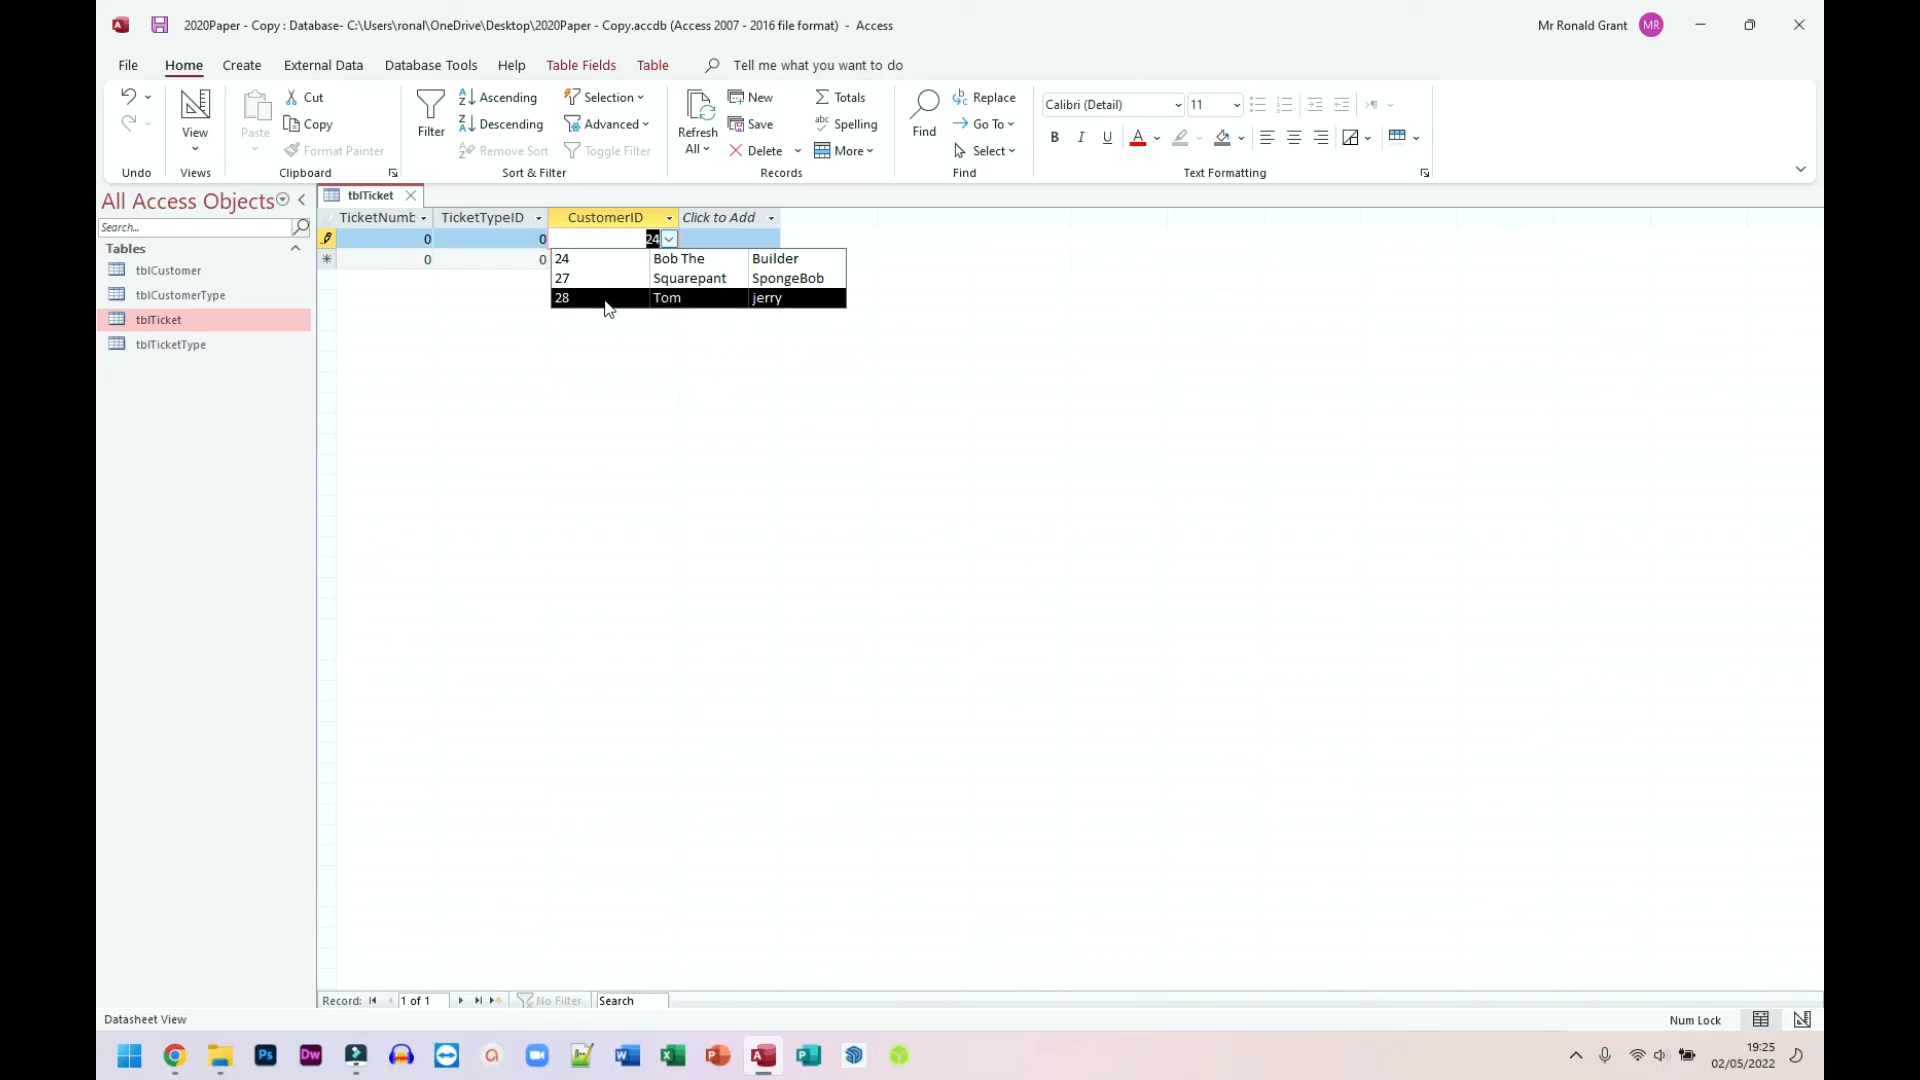 2020Paper - Copy : Database- C:\Users\ronal\OneDrive\Desktop\2020Paper - Copy.accdb (Access 2007 - 2016 file format) - Access
Mr Ronald Grant
MR
File Home Create External Data Database Tools Help Table Fields Table Tell me what you want to do
Undo
View
Views
Paste
Cut
Copy
Format Painter
Clipboard
Filter
Ascending
Descending
Remove Sort
Selection
Advanced
Toggle Filter
Sort & Filter
Refresh
All
New
Save
Delete
Totals
Spelling
More
Records
Find
Replace
Go To
Select
Find
Calibri (Detail)
11
Text Formatting
All Access Objects
Search...
Tables
tblCustomer
tblCustomerType
tblTicket
tblTicketType
tblTicket
TicketNumb TicketTypeID CustomerID Click to Add
0 0 24
0 0
24 Bob The Builder
27 Squarepant SpongeBob
28 Tom jerry
Record: 1 of 1 No Filter Search
Datasheet View
Num Lock
Ps Dw
19:25
02/05/2022